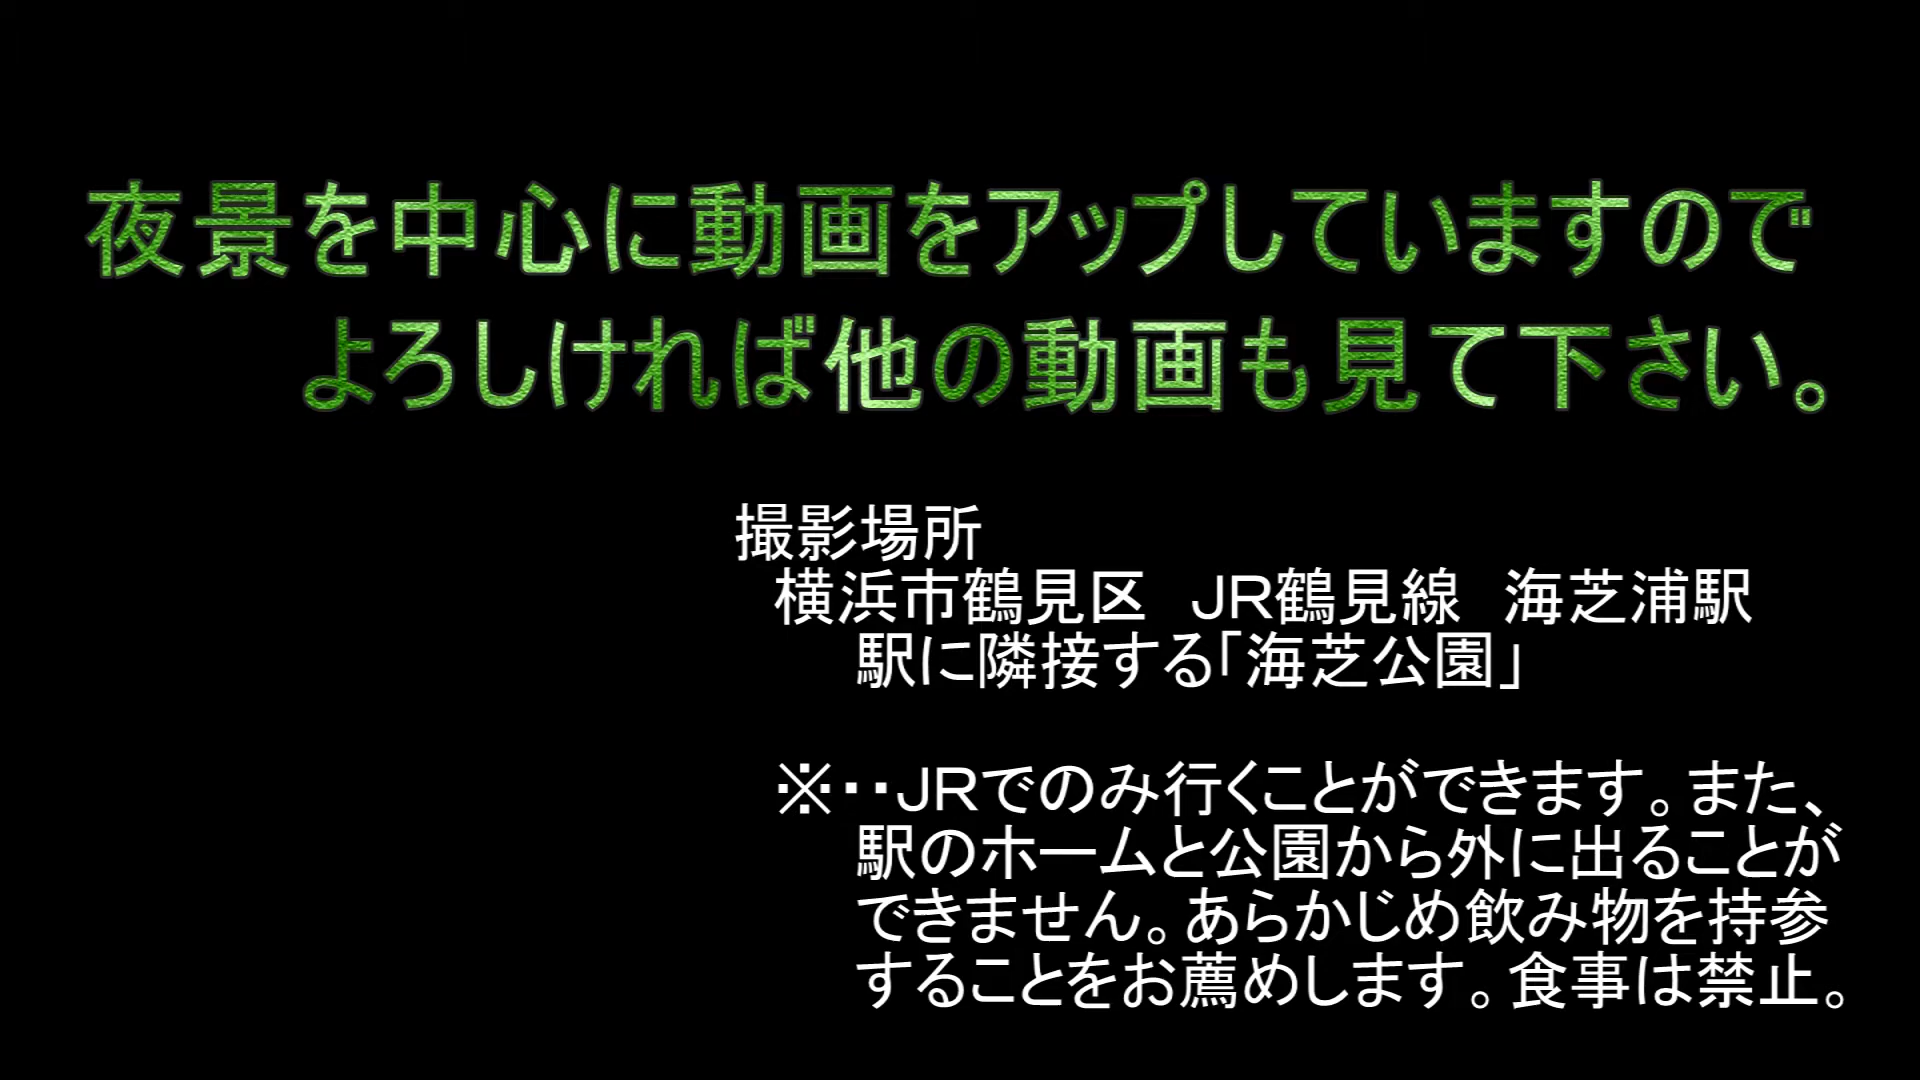 夜景を中心に動画をアップしていますので
よろしければ他の動画も見て下さい。
撮影場所
横浜市鶴見区　JR鶴見線　海芝浦駅
駅に隣接する「海芝公園」
※・・JRでのみ行くことができます。また、
駅のホームと公園から外に出ることが
できません。あらかじめ飲み物を持参
することをお薦めします。食事は禁止。